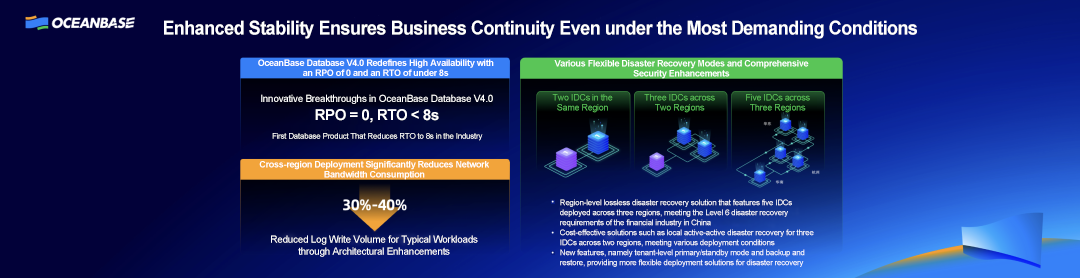 OCEANBASE
Enhanced Stability Ensures Business Continuity Even under the Most Demanding Conditions
OceanBase Database V4.0 Redefines High Availability with
an RPO of 0 and an RTO of under 8s
Innovative Breakthroughs in OceanBase Database V4.0
RPO = 0, RTO < 8s
First Database Product That Reduces RTO to 8s in the Industry
Cross-region Deployment Significantly Reduces Network
Bandwidth Consumption
30%-40%
Reduced Log Write Volume for Typical Workloads
through Architectural Enhancements
Various Flexible Disaster Recovery Modes and Comprehensive
Security Enhancements
Two IDCs in the
Same Region
Three IDCs across
Two Regions
Five IDCs across
Three Regions
• Region-level lossless disaster recovery solution that features five IDCs
deployed across three regions, meeting the Level 6 disaster recovery
requirements of the financial industry in China
• Cost-effective solutions such as local active-active disaster recovery for three
IDCs across two regions, meeting various deployment conditions
• New features, namely tenant-level primary/standby mode and backup and
restore, providing more flexible deployment solutions for disaster recovery